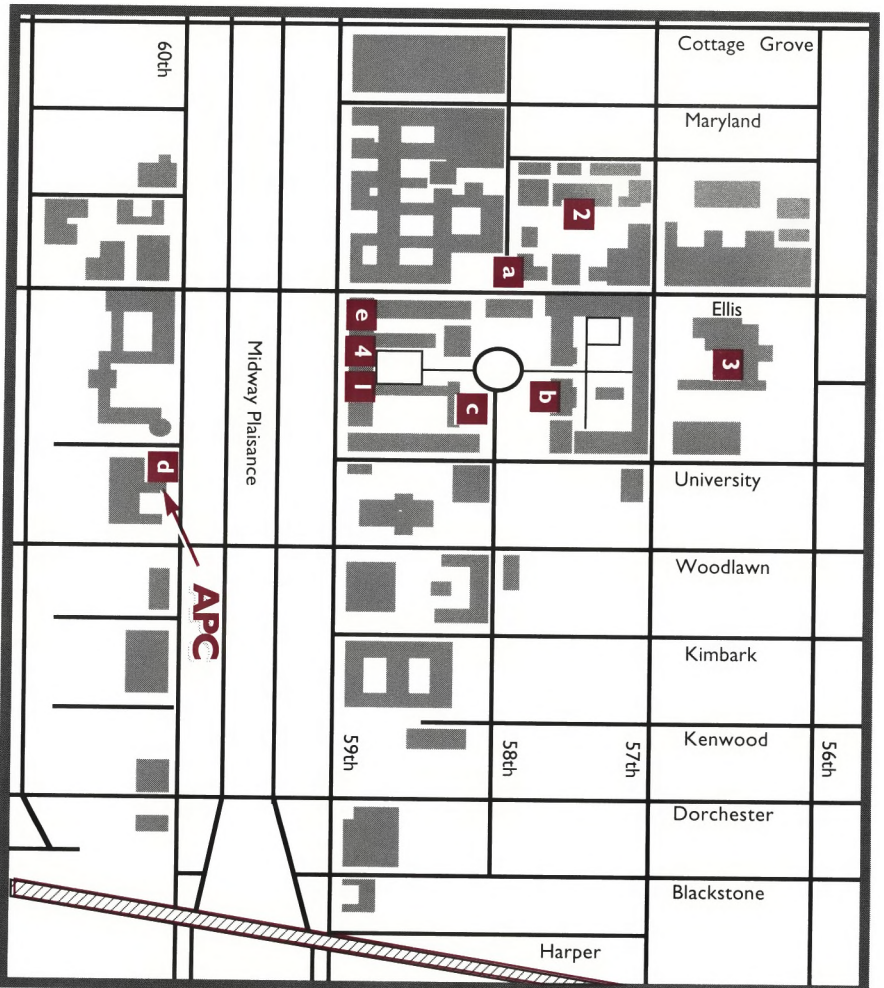 Cottage Grove
60th
Maryland
2
a
Ellis
e
4
1
3
b
c
Midway Plaisance
d
University
APC
Woodlawn
Kimbark
Kenwood
59th
58th
57th
56th
Dorchester
Blackstone
Harper